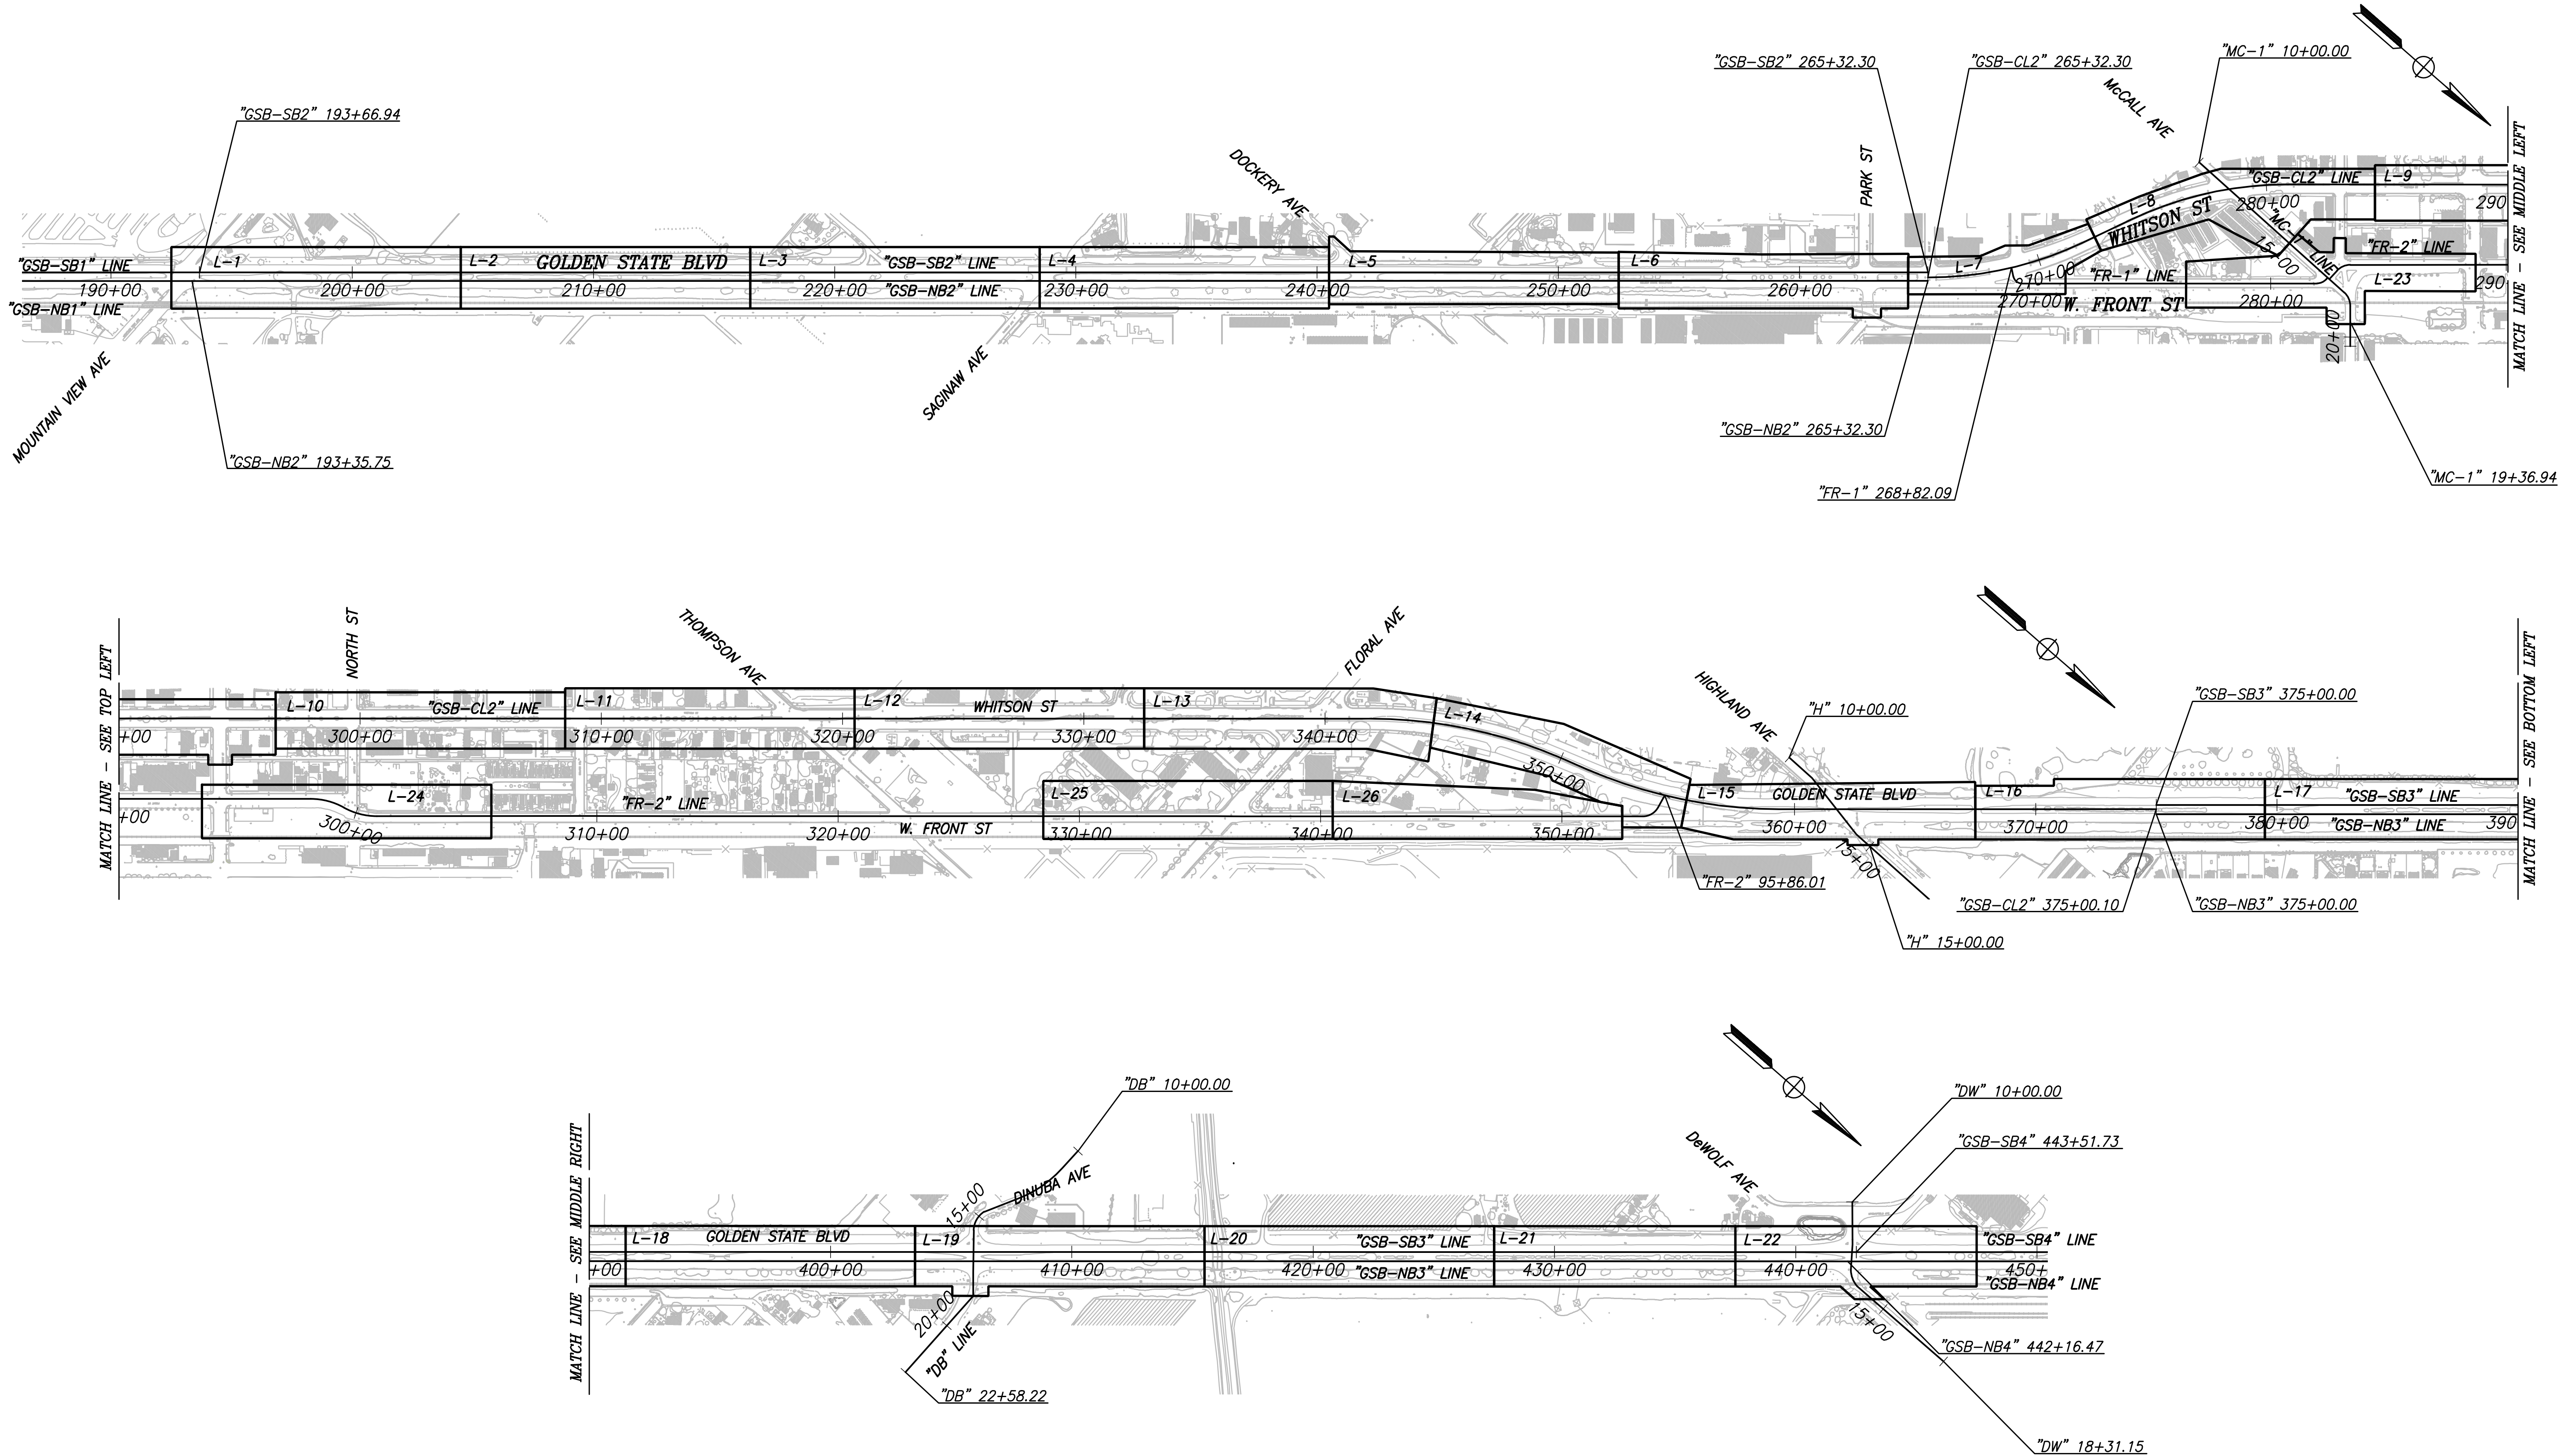 "GSB-SB2" 265+32.30
"GSB-CL2" 265+32.30
"MC-1" 10+00.00
McCALL AVE
"GSB-SB2" 193+66.94
DOCKERY AVE
PARK ST
MATCH LINE - SEE MIDDLE LEFT
"GSB-SB1" LINE
190+00
"GSB-NB1" LINE
L-1
200+00
L-2
GOLDEN STATE BLVD
210+00
L-3
220+00
"GSB-SB2" LINE
"GSB-NB2" LINE
L-4
230+00
L-5
240+00
250+00
L-6
260+00
L-7
270+00
270+00
"FR-1" LINE
W. FRONT ST
L-8
WHITSON ST
"GSB-CL2" LINE
280+00
L-9
290
"MC-1" LINE
15+00
280+00
"FR-2" LINE
L-23
290
20+00
MOUNTAIN VIEW AVE
SAGINAW AVE
"GSB-NB2" 193+35.75
"GSB-NB2" 265+32.30
"FR-1" 268+82.09
"MC-1" 19+36.94
MATCH LINE - SEE TOP LEFT
NORTH ST
THOMPSON AVE
FLORAL AVE
HIGHLAND AVE
"H" 10+00.00
"GSB-SB3" 375+00.00
MATCH LINE - SEE BOTTOM LEFT
+00
L-10
300+00
"GSB-CL2" LINE
L-11
310+00
L-12
320+00
WHITSON ST
330+00
L-13
340+00
L-14
350+00
L-15
GOLDEN STATE BLVD
360+00
L-16
370+00
L-17
380+00
"GSB-SB3" LINE
"GSB-NB3" LINE
390
+00
L-24
300+00
"FR-2" LINE
310+00
320+00
W. FRONT ST
L-25
330+00
L-26
340+00
350+00
15+00
"FR-2" 95+86.01
"GSB-CL2" 375+00.10
"GSB-NB3" 375+00.00
"H" 15+00.00
"DB" 10+00.00
"DW" 10+00.00
"GSB-SB4" 443+51.73
MATCH LINE - SEE MIDDLE RIGHT
DINUBA AVE
15+00
DeWOLF AVE
+00
L-18
GOLDEN STATE BLVD
400+00
L-19
410+00
L-20
420+00
"GSB-SB3" LINE
"GSB-NB3" LINE
L-21
430+00
L-22
440+00
"GSB-SB4" LINE
450+
"GSB-NB4" LINE
20+00
"DB" LINE
15+00
"GSB-NB4" 442+16.47
"DB" 22+58.22
"DW" 18+31.15